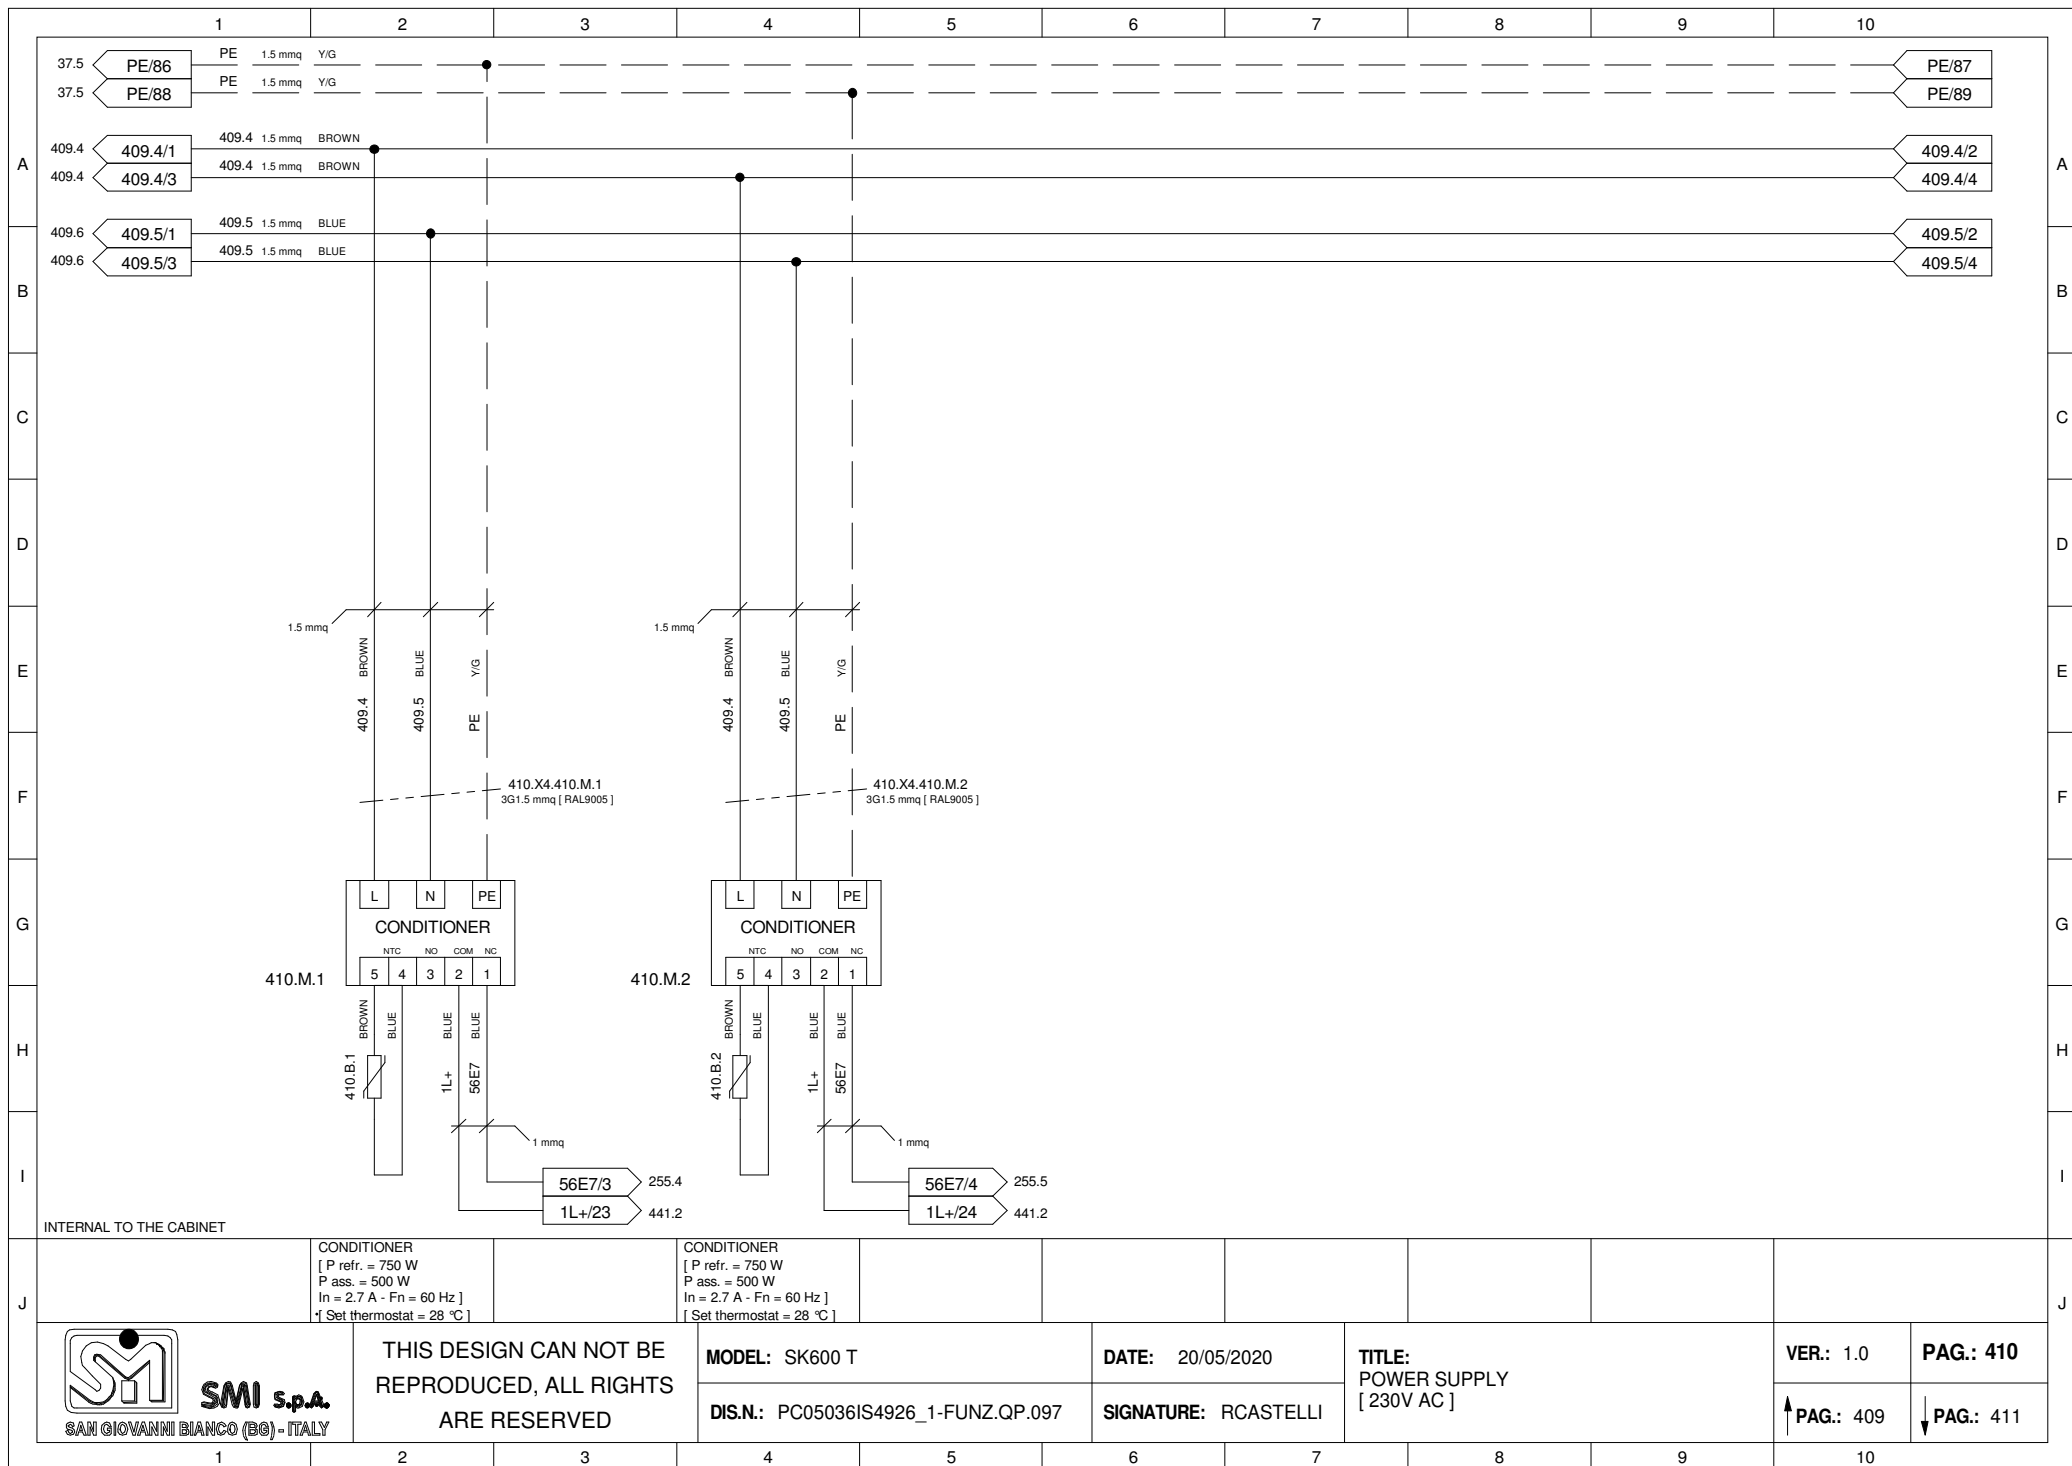 1 2 3 4 5 6 7 8 9 10
37.5 PE/86 PE 1.5 mmq Y/G PE/87
37.5 PE/88 PE 1.5 mmq Y/G PE/89
409.4 409.4/1 409.4 1.5 mmq BROWN 409.4/2
A A
409.4 409.4/3 409.4 1.5 mmq BROWN 409.4/4
409.6 409.5/1 409.5 1.5 mmq BLUE 409.5/2
409.6 409.5/3 409.5 1.5 mmq BLUE 409.5/4
B B
C C
D D
1.5 mmq 1.5 mmq
BROWN BLUE Y/G BROWN BLUE Y/G
E E
409.4 409.5 PE 409.4 409.5 PE
410.X4.410.M.1 410.X4.410.M.2
F F
3G1.5 mmq [ RAL9005 ] 3G1.5 mmq [ RAL9005 ]
L N PE L N PE
G CONDITIONER CONDITIONER G
NTC NO COM NC NTC NO COM NC
410.M.1 5 4 3 2 1 410.M.2 5 4 3 2 1
BROWN BLUE BLUE BLUE BROWN BLUE BLUE BLUE
H H
410.B.1 1L+ 56E7 410.B.2 1L+ 56E7
1 mmq 1 mmq
I I
56E7/3 255.4 56E7/4 255.5
1L+/23 441.2 1L+/24 441.2
INTERNAL TO THE CABINET
CONDITIONER CONDITIONER
[ P refr. = 750 W [ P refr. = 750 W
P ass. = 500 W P ass. = 500 W
In = 2.7 A - Fn = 60 Hz ] In = 2.7 A - Fn = 60 Hz ]
J J
[ Set thermostat = 28 °C ] [ Set thermostat = 28 °C ]
SMI
SMI S.p.A.
SAN GIOVANNI BIANCO (BG) - ITALY
THIS DESIGN CAN NOT BE
REPRODUCED, ALL RIGHTS
ARE RESERVED
MODEL: SK600 T
DIS.N.: PC05036IS4926_1-FUNZ.QP.097
DATE: 20/05/2020
SIGNATURE: RCASTELLI
TITLE:
POWER SUPPLY
[ 230V AC ]
VER.: 1.0 PAG.: 410
PAG.: 409 PAG.: 411
1 2 3 4 5 6 7 8 9 10